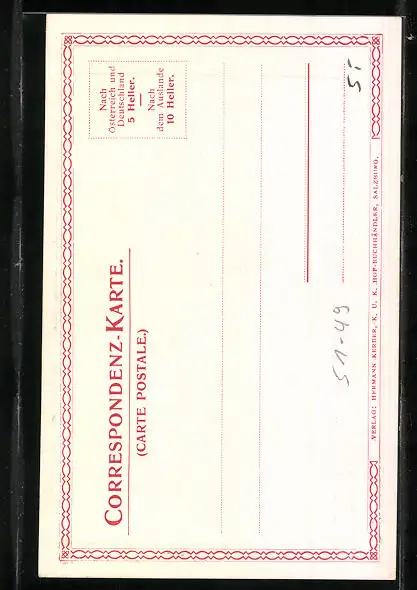 Nach
Österreich und
Deutschland
5 Heller.
Nach
dem Auslande
10 Heller.
CORRESPONDENZ-KARTE.
(CARTE POSTALE.)
51-49
5.-
VERLAG: HERMANN KERBER, K. U. K. HOF-BUCHHÄNDLER, SALZBURG.